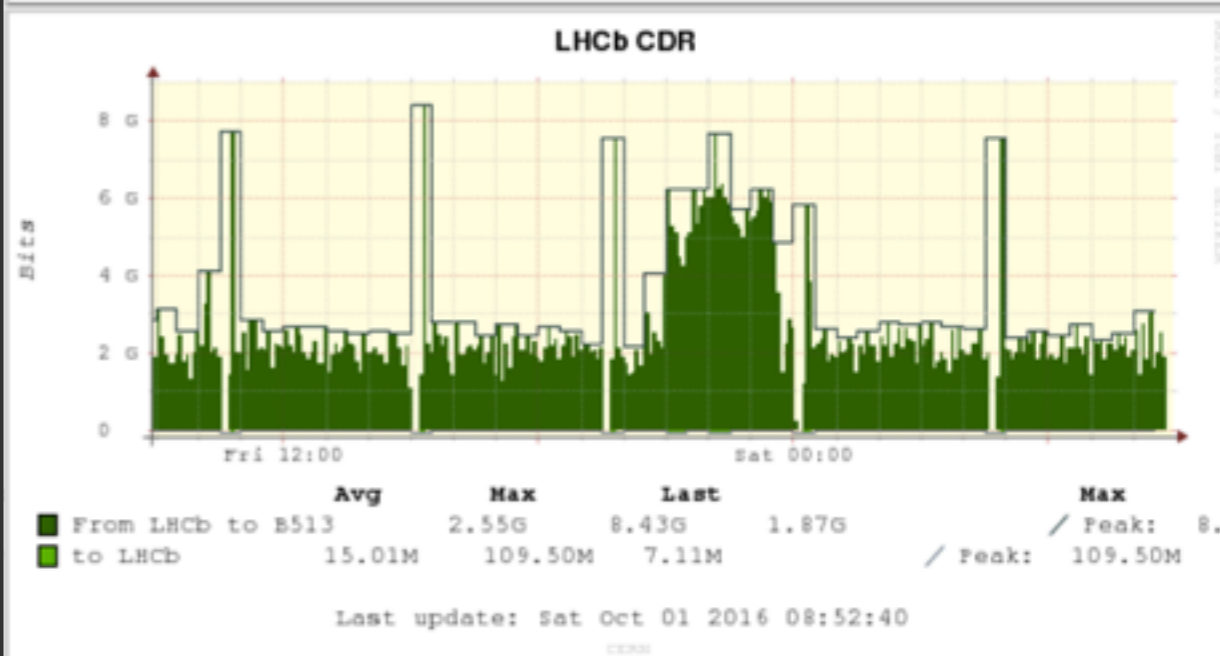 LHCb CDR
8 G
6 G
4 G
2 G
0
Bits
Fri 12:00 Sat 00:00
Avg Max Last Max
From LHCb to B513 2.55G 8.43G 1.87G Peak: 8.
to LHCb 15.01M 109.50M 7.11M Peak: 109.50M
Last update: Sat Oct 01 2016 08:52:40
CERN